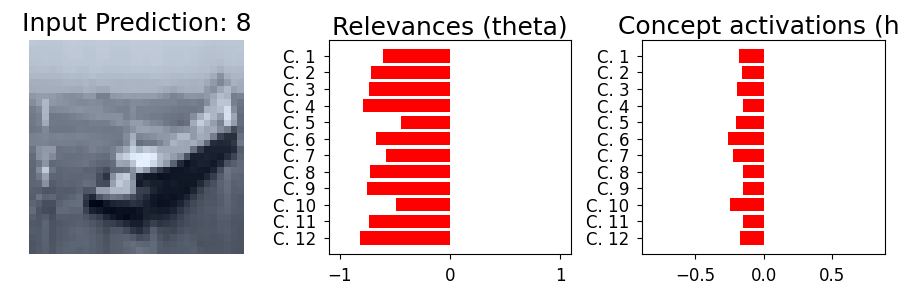 Input Prediction: 8
Relevances (theta)
Concept activations (h
C. 1
C. 2
C. 3
C. 4
C. 5
C. 6
C. 7
C. 8
C. 9
C. 10
C. 11
C. 12
−1
0
1
C. 1
C. 2
C. 3
C. 4
C. 5
C. 6
C. 7
C. 8
C. 9
C. 10
C. 11
C. 12
−0.5
0.0
0.5